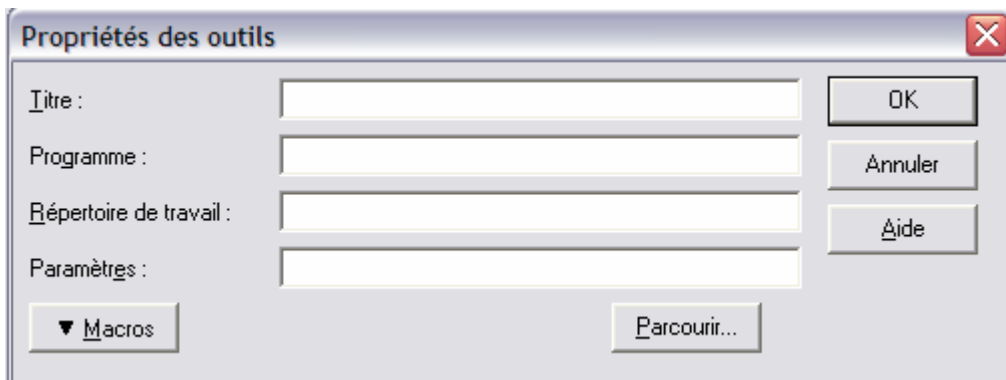 Propriétés des outils
Titre :
OK
Programme :
Annuler
Répertoire de travail :
Aide
Paramètres :
▼ Macros
Parcourir...